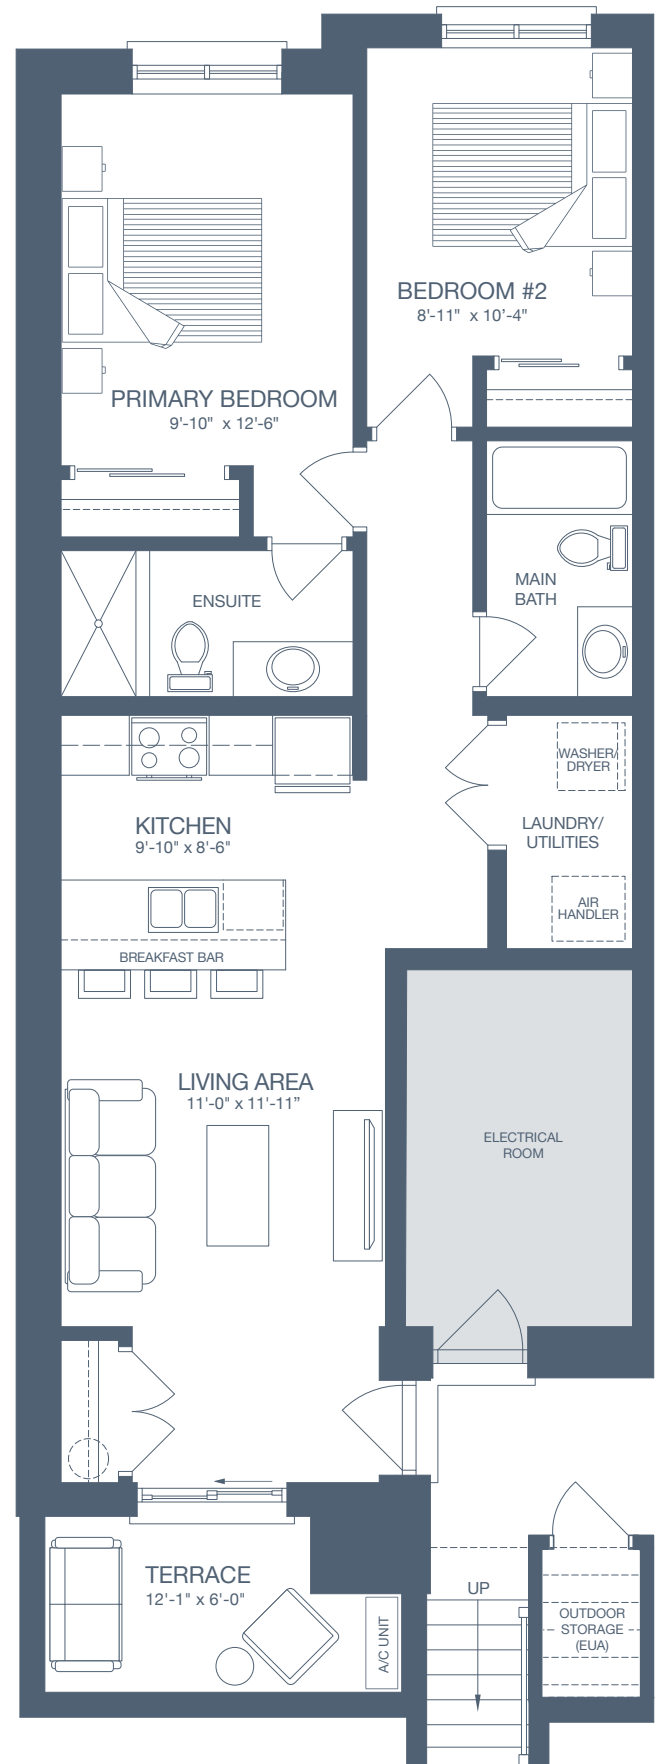 BEDROOM #2
8'-11" x 10'-4"
PRIMARY BEDROOM
9'-10" x 12'-6"
ENSUITE
MAIN
BATH
WASHER/
DRYER
KITCHEN
9'-10" x 8'-6"
LAUNDRY/
UTILITIES
AIR
HANDLER
BREAKFAST BAR
LIVING AREA
11'-0" x 11'-11”
ELECTRICAL
ROOM
TERRACE
12'-1" x 6'-0"
A/C UNIT
UP
OUTDOOR
STORAGE
(EUA)